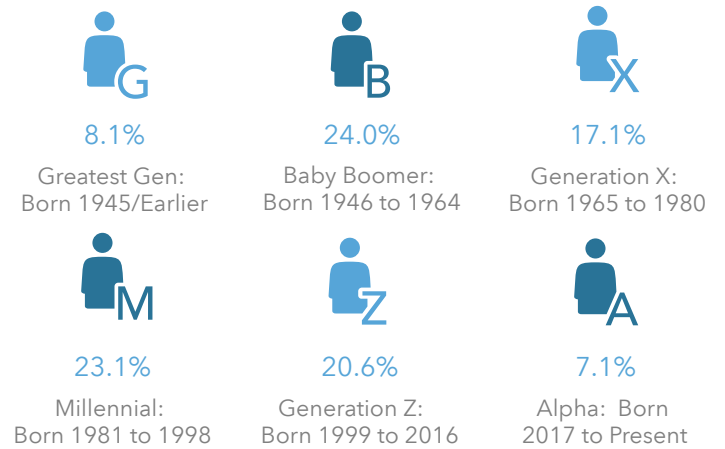 G
B
X
8.1%
24.0%
17.1%
Greatest Gen:
Born 1945/Earlier
Baby Boomer:
Born 1946 to 1964
Generation X:
Born 1965 to 1980
M
Z
A
23.1%
20.6%
7.1%
Millennial:
Born 1981 to 1998
Generation Z:
Born 1999 to 2016
Alpha:  Born
2017 to Present